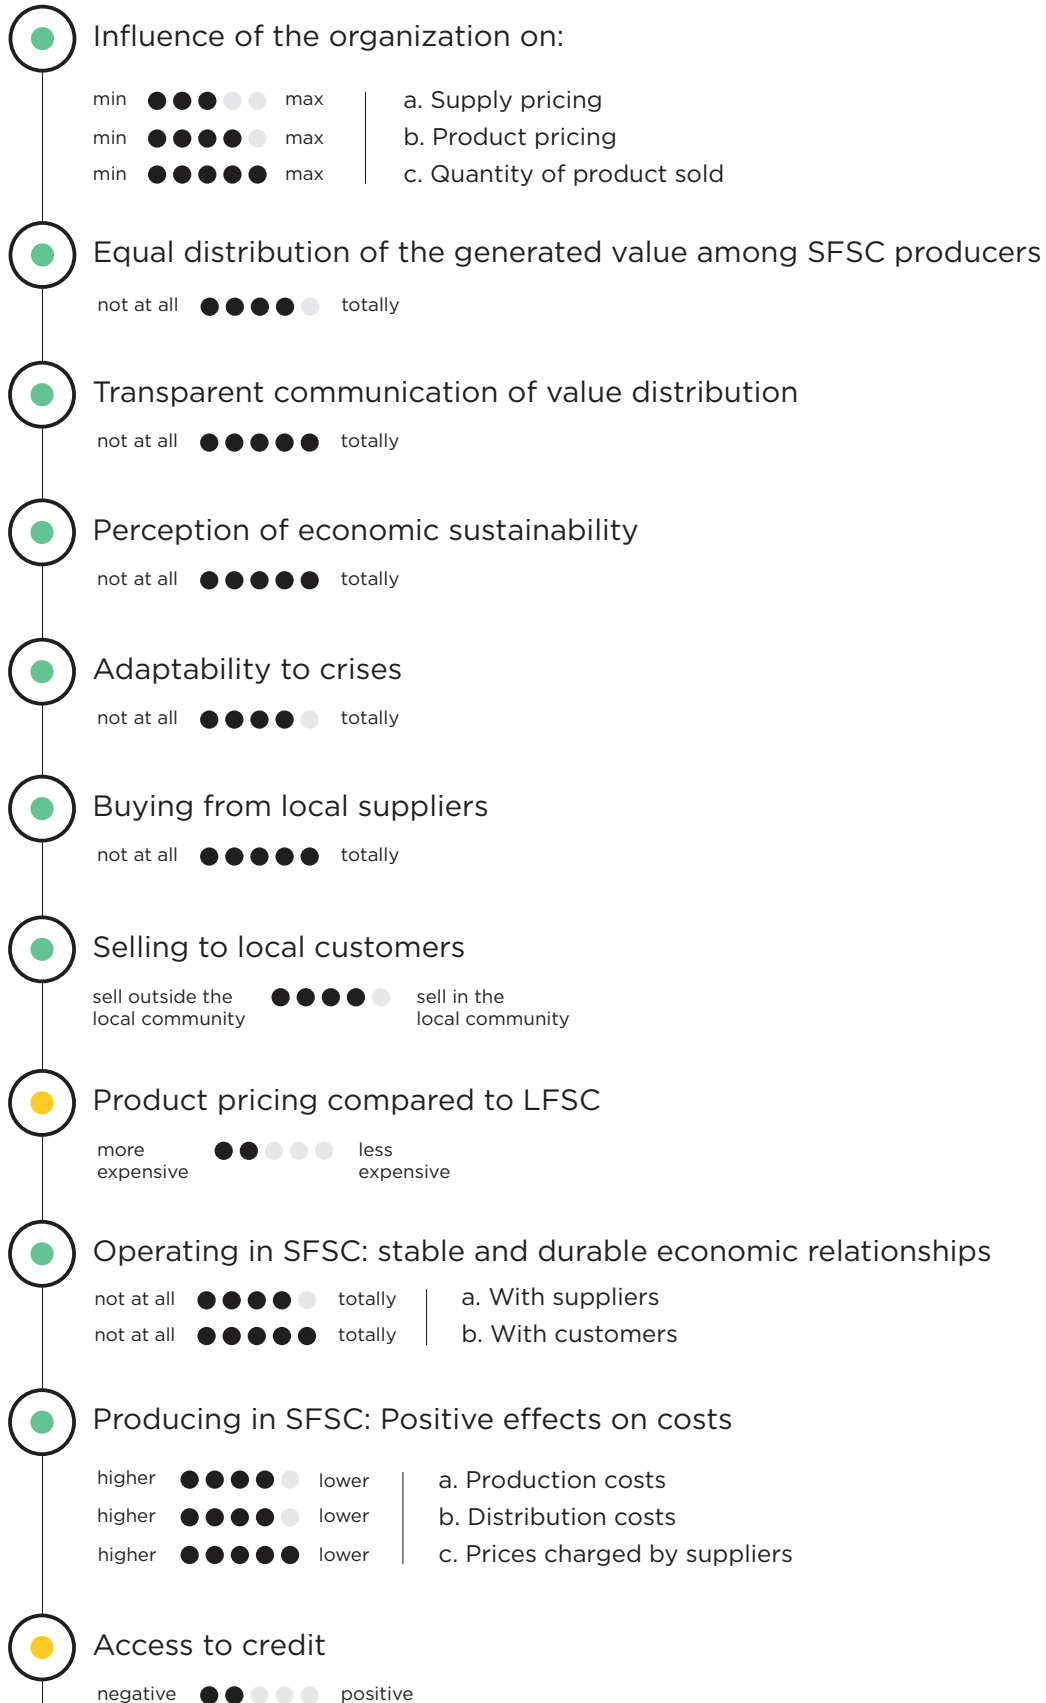 Influence of the organization on:
min max a. Supply pricing
min max b. Product pricing
min max c. Quantity of product sold
Equal distribution of the generated value among SFSC producers
not at all totally
Transparent communication of value distribution
not at all totally
Perception of economic sustainability
not at all totally
Adaptability to crises
not at all totally
Buying from local suppliers
not at all totally
Selling to local customers
sell outside the sell in the
local community local community
Product pricing compared to LFSC
more less
expensive expensive
Operating in SFSC: stable and durable economic relationships
not at all totally a. With suppliers
not at all totally b. With customers
Producing in SFSC: Positive effects on costs
higher lower a. Production costs
higher lower b. Distribution costs
higher lower c. Prices charged by suppliers
Access to credit
negative positive